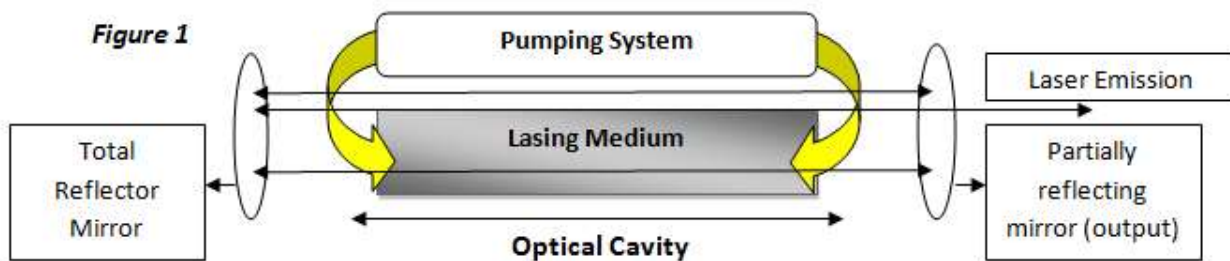 Figure 1
Pumping System
Laser Emission
Lasing Medium
Total
Reflector
Mirror
Partially
reflecting
mirror (output)
Optical Cavity